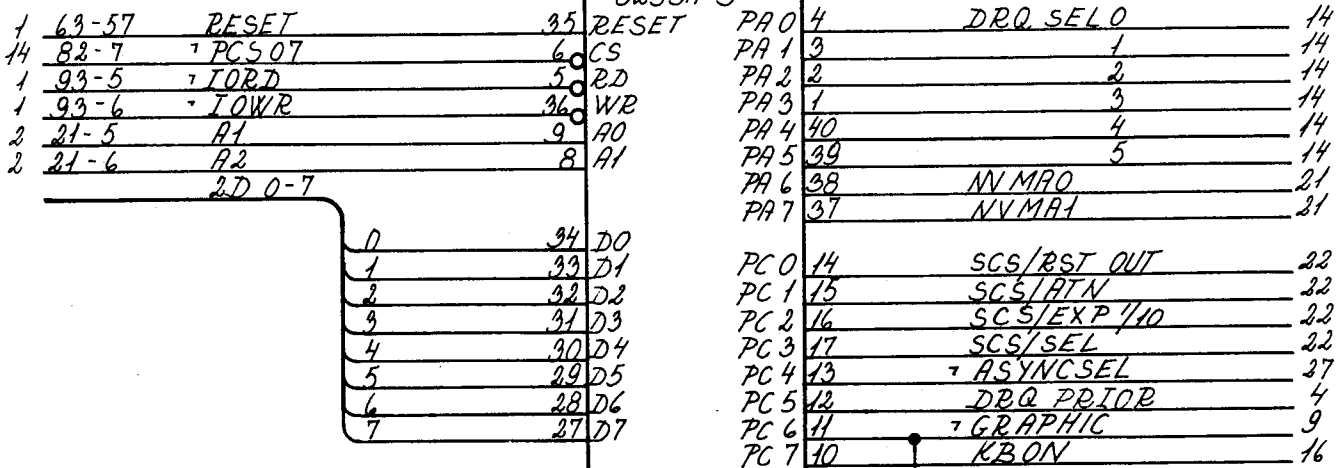 1 63-57 RESET 35 RESET PA0 4 DRQ SEL0 14
14 82-7 ¬PCS07 6 CS PA1 3 1 14
1 93-5 ¬IORD 5 RD PA2 2 2 14
1 93-6 ¬IOWR 36 WR PA3 1 3 14
2 21-5 A1 9 A0 PA4 40 4 14
2 21-6 A2 8 A1 PA5 39 5 14
2D 0-7 PA6 38 NVMA0 21
PA7 37 NVMA1 21
0 34 D0
1 33 D1 PC0 14 SCS/RST OUT 22
2 32 D2 PC1 15 SCS/ATN 22
3 31 D3 PC2 16 SCS/EXP 1/10 22
4 30 D4 PC3 17 SCS/SEL 22
5 29 D5 PC4 13 ¬ASYNCSEL 27
6 28 D6 PC5 12 DRQ PRIOR 4
7 27 D7 PC6 11 ¬GRAPHIC 9
PC7 10 KBON 16